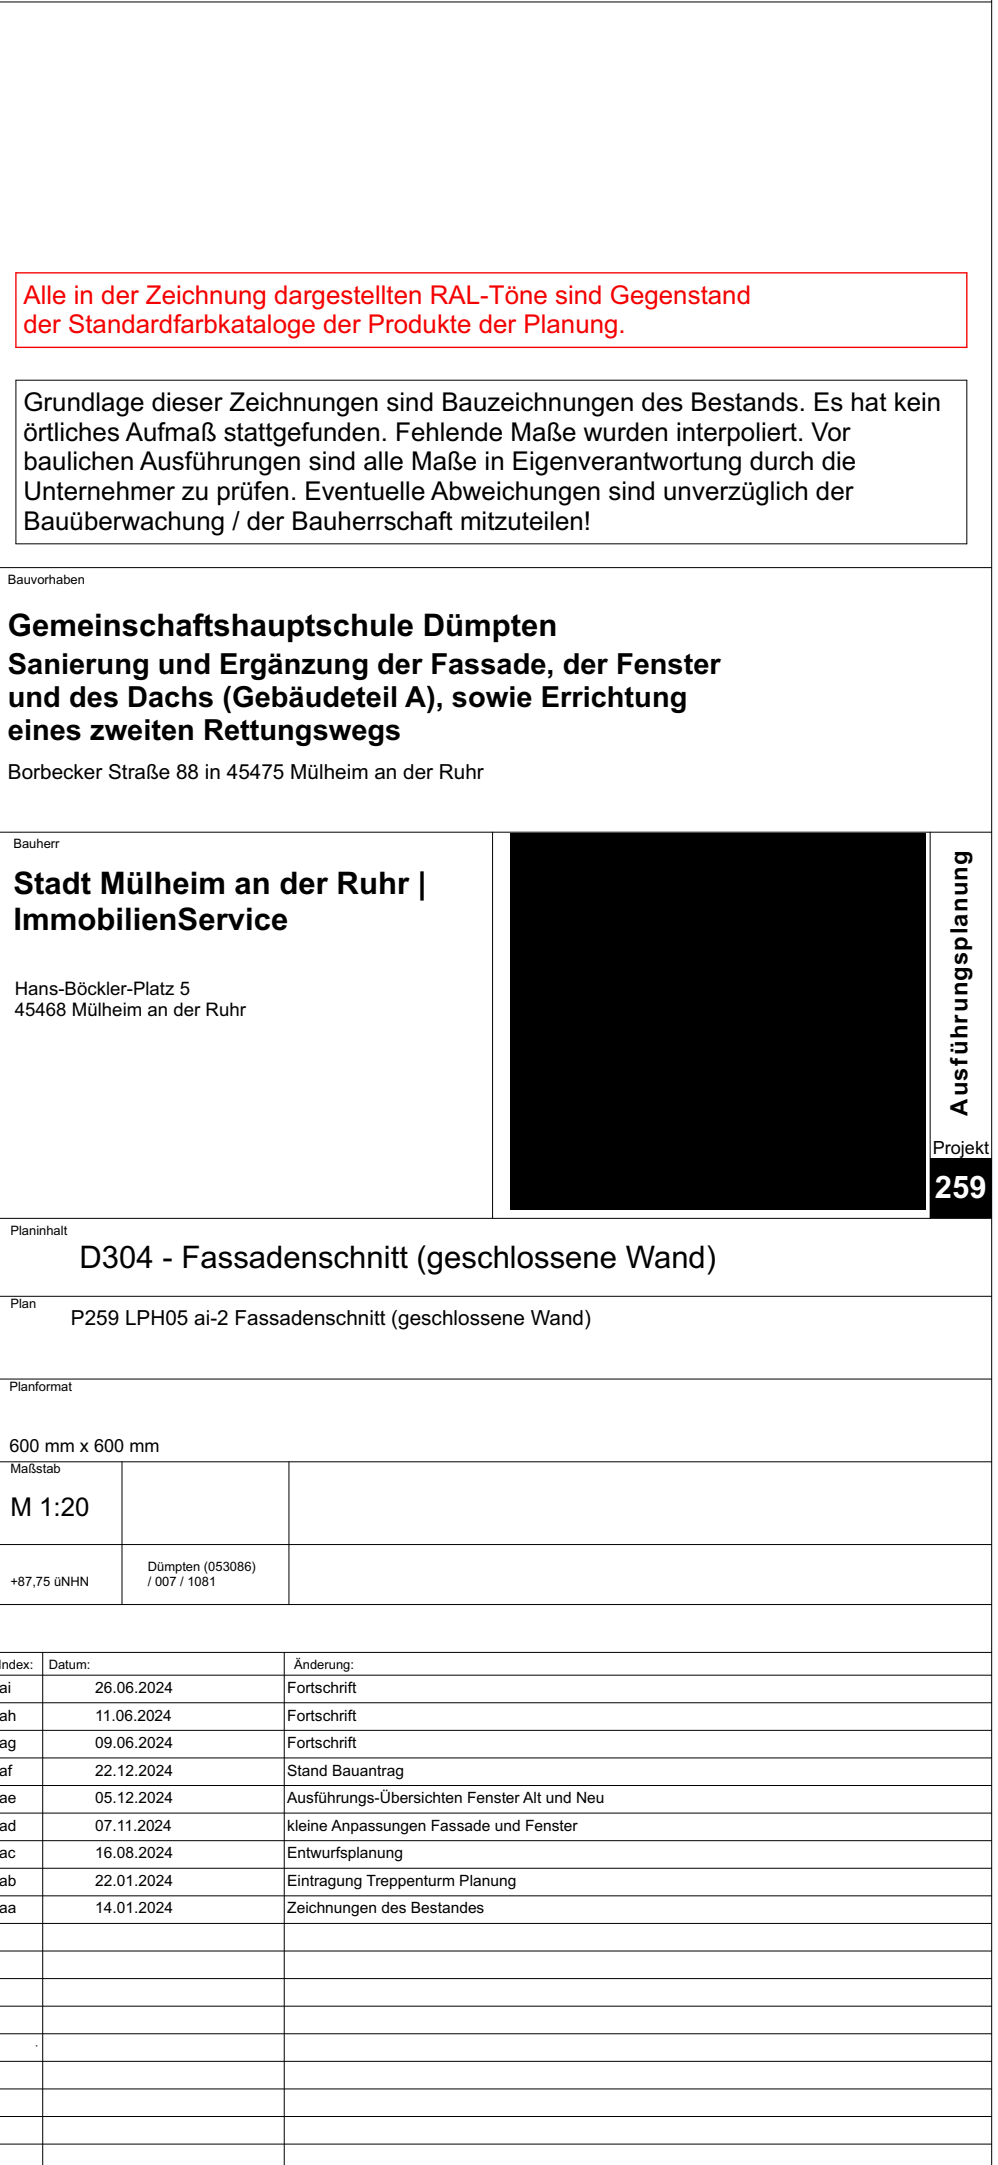 Alle in der Zeichnung dargestellten RAL-Töne sind Gegenstand
der Standardfarbkataloge der Produkte der Planung.
Grundlage dieser Zeichnungen sind Bauzeichnungen des Bestands. Es hat kein
örtliches Aufmaß stattgefunden. Fehlende Maße wurden interpoliert. Vor
baulichen Ausführungen sind alle Maße in Eigenverantwortung durch die
Unternehmer zu prüfen. Eventuelle Abweichungen sind unverzüglich der
Bauüberwachung / der Bauherrschaft mitzuteilen!
Bauvorhaben
Gemeinschaftshauptschule Dümpten
Sanierung und Ergänzung der Fassade, der Fenster
und des Dachs (Gebäudeteil A), sowie Errichtung
eines zweiten Rettungswegs
Borbecker Straße 88 in 45475 Mülheim an der Ruhr
Bauherr
Stadt Mülheim an der Ruhr |
ImmobilienService
Hans-Böckler-Platz 5
45468 Mülheim an der Ruhr
Ausführungsplanung
Projekt
259
Planinhalt
D304 - Fassadenschnitt (geschlossene Wand)
Plan
P259 LPH05 ai-2 Fassadenschnitt (geschlossene Wand)
Planformat
600 mm x 600 mm
Maßstab
M 1:20
+87,75 üNHN
Dümpten (053086)
/ 007 / 1081
Index: Datum: Änderung:
ai 26.06.2024 Fortschrift
ah 11.06.2024 Fortschrift
ag 09.06.2024 Fortschrift
af 22.12.2024 Stand Bauantrag
ae 05.12.2024 Ausführungs-Übersichten Fenster Alt und Neu
ad 07.11.2024 kleine Anpassungen Fassade und Fenster
ac 16.08.2024 Entwurfsplanung
ab 22.01.2024 Eintragung Treppenturm Planung
aa 14.01.2024 Zeichnungen des Bestandes